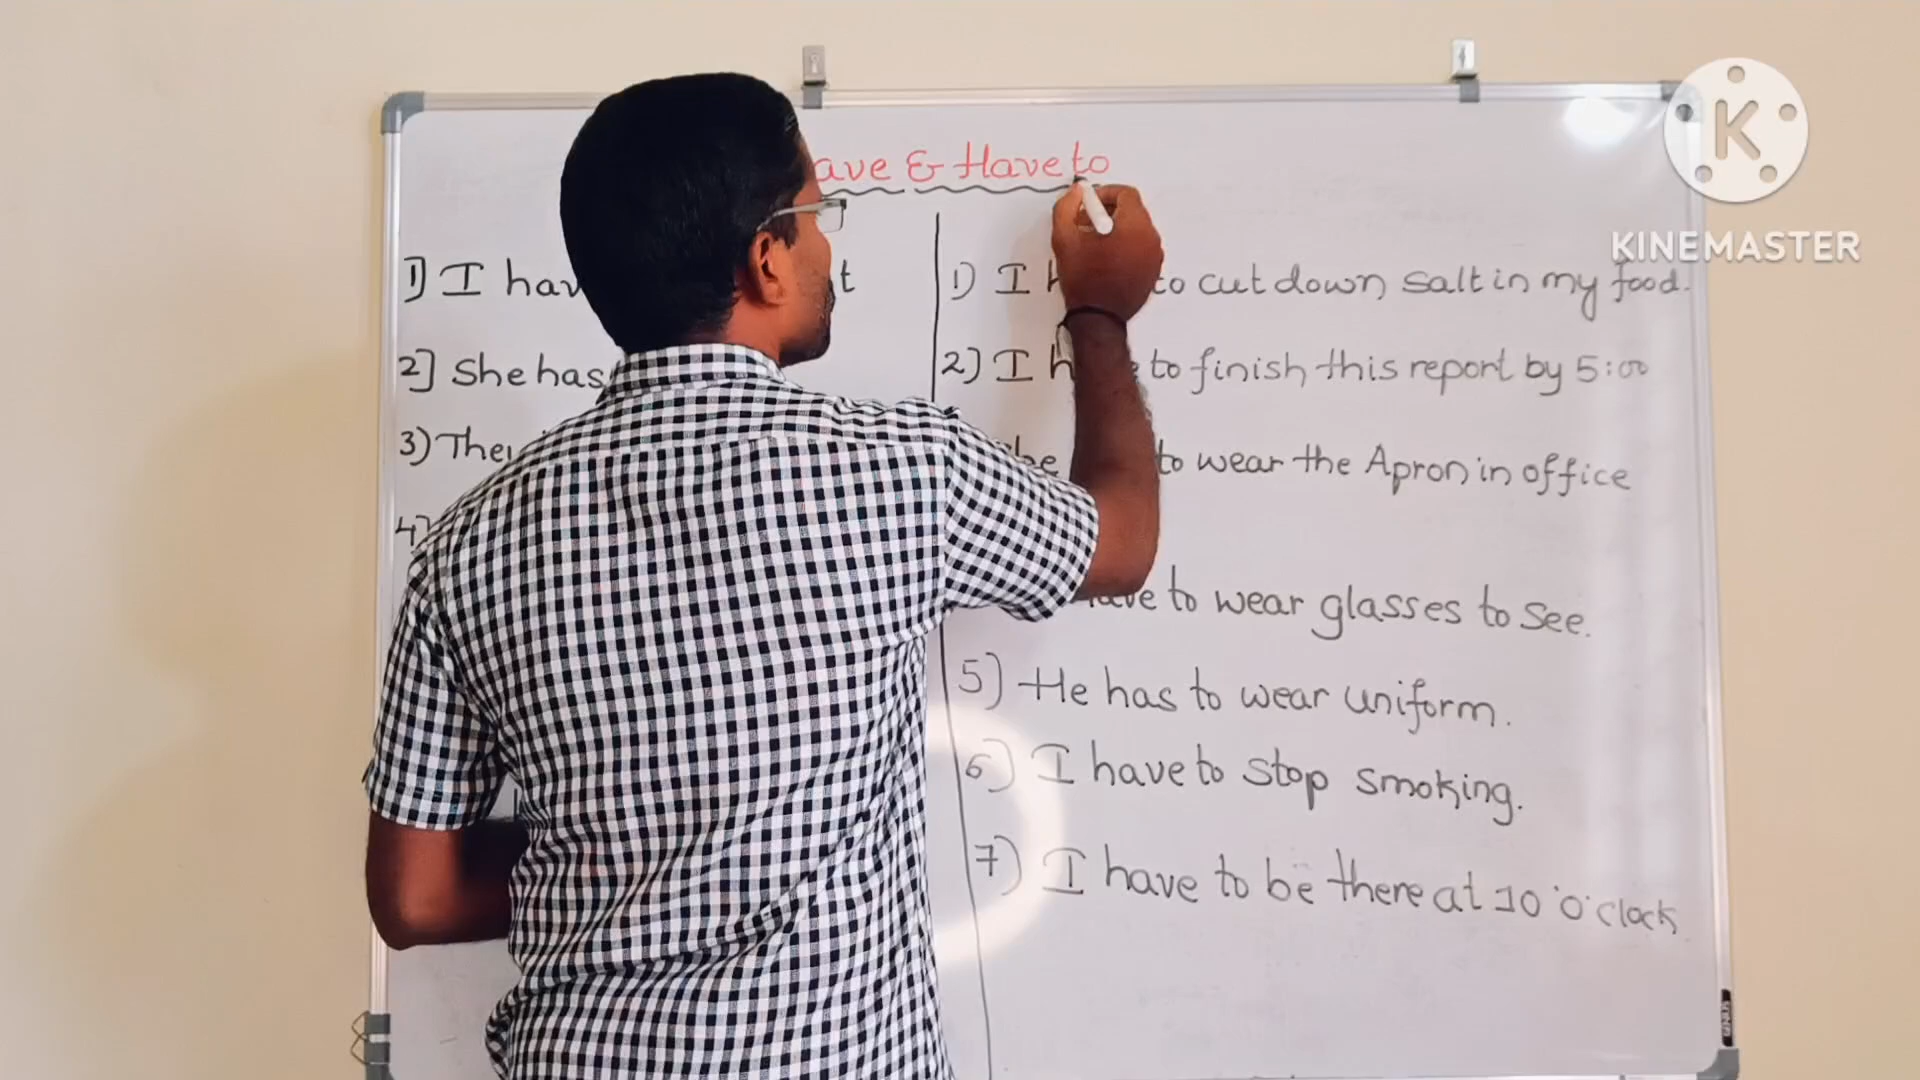 ave & Have to
1) I hav t
2] She has
3) The
4]
1) I to cut down salt in my food.
2) I to finish this report by 5:00
to wear the Apron in office
have to wear glasses to see.
5) He has to wear uniform.
6) I have to stop smoking.
7) I have to be there at 10 'o' clock
K
KINEMASTER